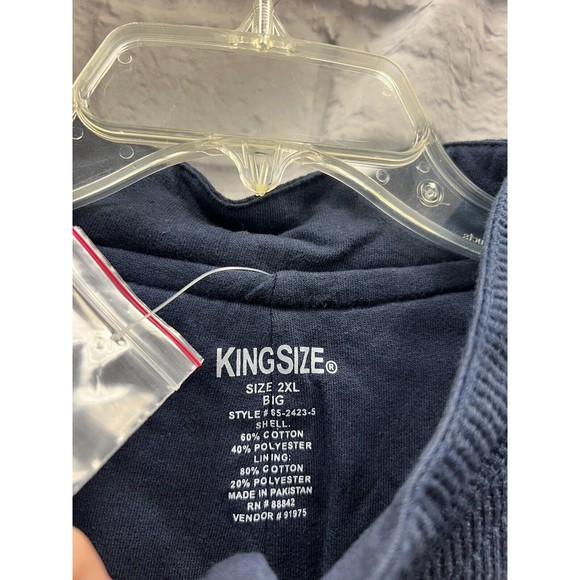 KINGSIZE®
SIZE 2XL
BIG
STYLE # 65-2423-5
SHELL:
60% COTTON
40% POLYESTER
LINING:
80% COTTON
20% POLYESTER
MADE IN PAKISTAN
RN # 88842
VENDOR # 91975